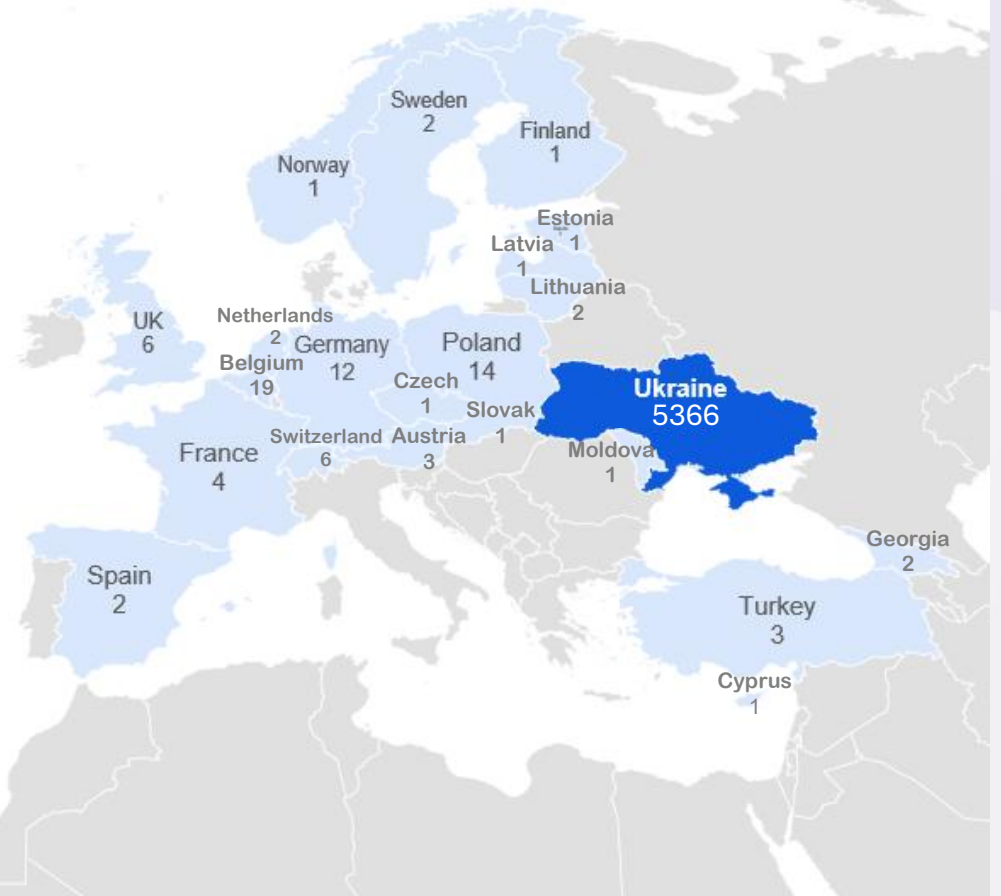 Sweden
2
Finland
1
Norway
1
Estonia
1
Latvia
1
Lithuania
2
UK
6
Netherlands
2
Germany
12
Belgium
19
Poland
14
Czech
1
Slovak
1
Ukraine
5366
Switzerland
6
Austria
3
France
4
Moldova
1
Georgia
2
Spain
2
Turkey
3
Cyprus
1